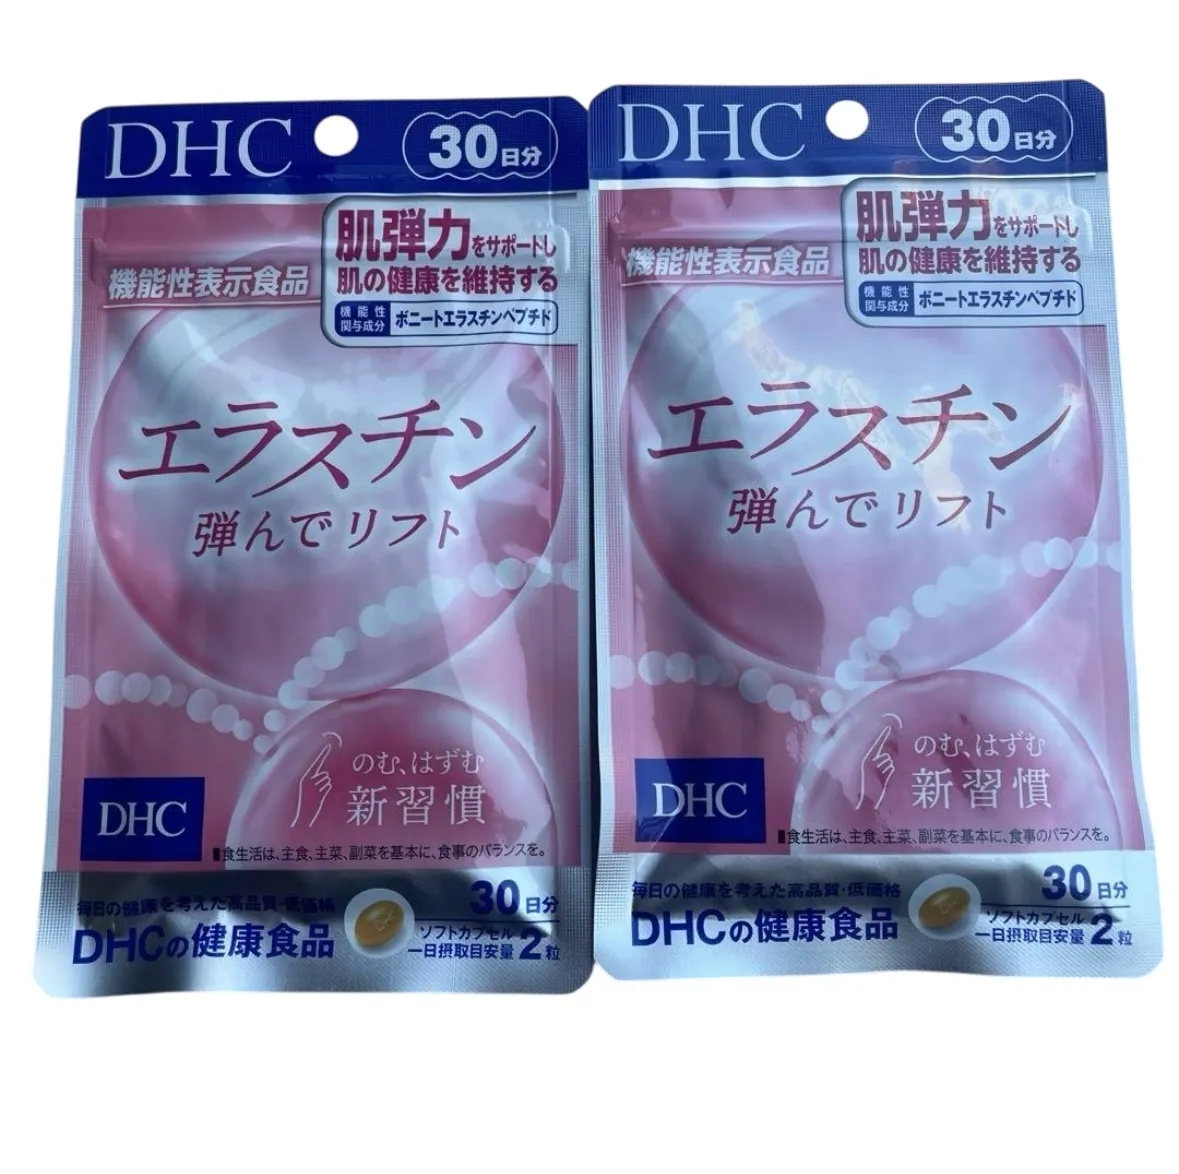 DHC
30日分
肌弾力をサポートし
肌の健康を維持する
機能性表示食品
機能性
関与成分
ボニートエラスチンペプチド
エラスチン
弾んでリフト
のむ、はずむ
新習慣
DHC
■食生活は、主食、主菜、副菜を基本に、食事のバランスを。
毎日の健康を考えた高品質・低価格
DHCの健康食品
30日分
ソフトカプセル
一日摂取目安量2粒
DHC
30日分
肌弾力をサポートし
肌の健康を維持する
機能性表示食品
機能性
関与成分
ボニートエラスチンペプチド
エラスチン
弾んでリフト
のむ、はずむ
新習慣
DHC
■食生活は、主食、主菜、副菜を基本に、食事のバランスを。
毎日の健康を考えた高品質・低価格
DHCの健康食品
30日分
ソフトカプセル
一日摂取目安量2粒